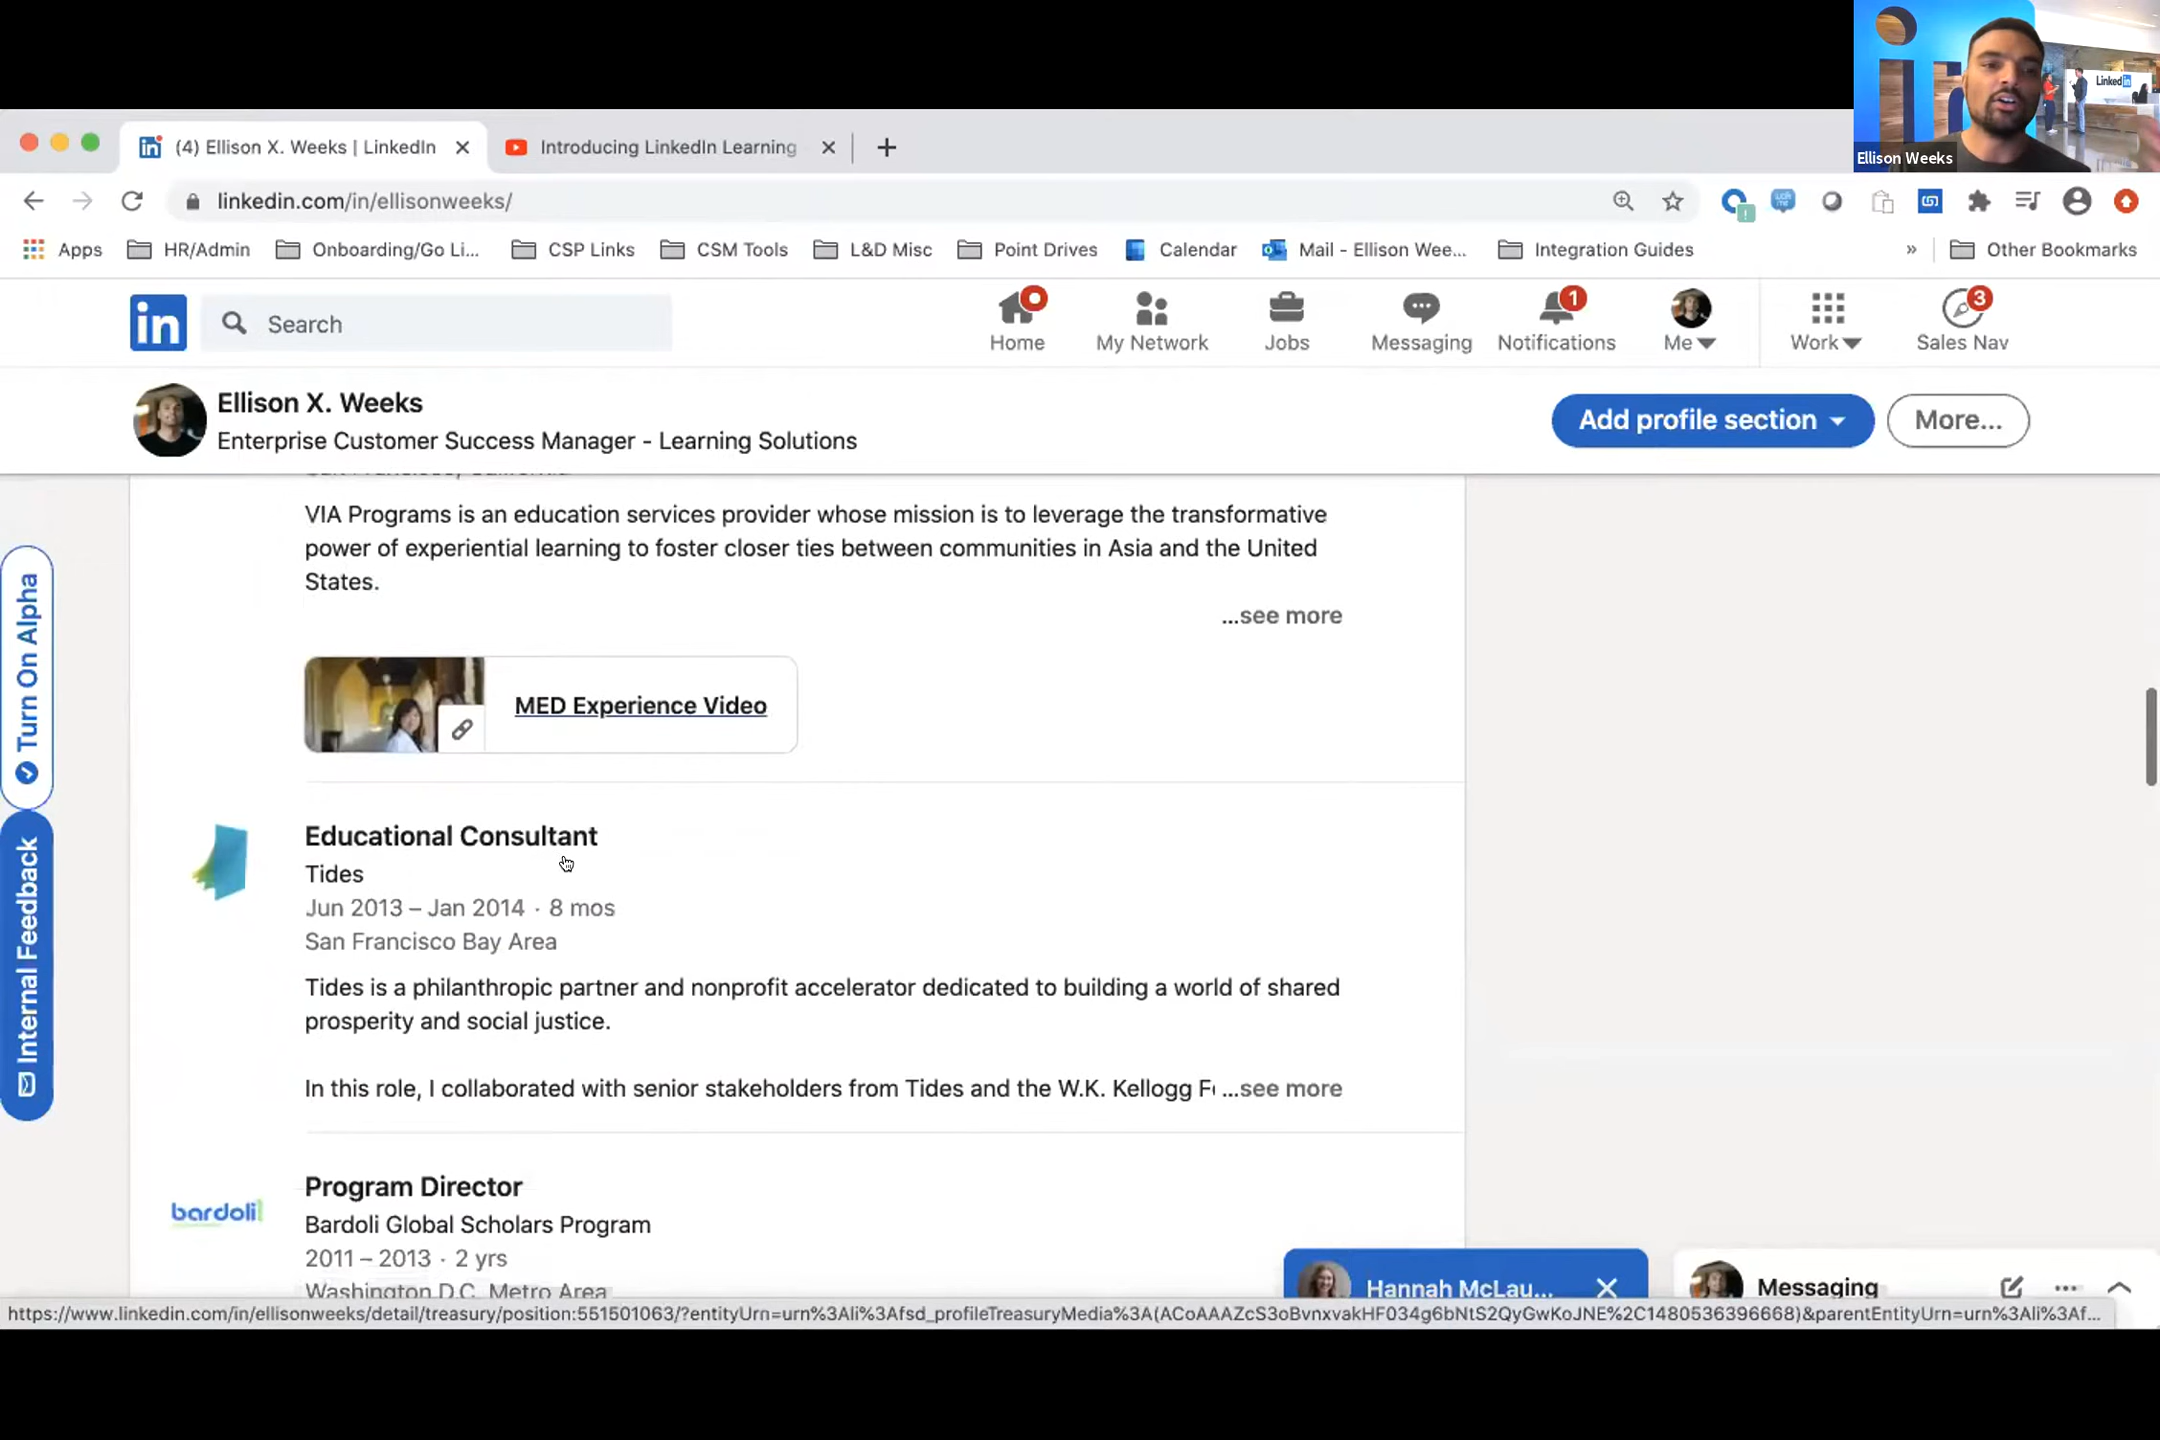 Linked in
Ellison Weeks
(4) Ellison X. Weeks | LinkedIn
Introducing LinkedIn Learning
linkedin.com/in/ellisonweeks/
Apps
HR/Admin
Onboarding/Go Li...
CSP Links
CSM Tools
L&D Misc
Point Drives
Calendar
Mail - Ellison Wee...
Integration Guides
»
Other Bookmarks
in
Search
Home
My Network
Jobs
Messaging
1
Notifications
Me
Work
3
Sales Nav
Ellison X. Weeks
Enterprise Customer Success Manager - Learning Solutions
Add profile section
More...
VIA Programs is an education services provider whose mission is to leverage the transformative
power of experiential learning to foster closer ties between communities in Asia and the United
States.
...see more
MED Experience Video
Turn On Alpha
Internal Feedback
Educational Consultant
Tides
Jun 2013 – Jan 2014 · 8 mos
San Francisco Bay Area
Tides is a philanthropic partner and nonprofit accelerator dedicated to building a world of shared
prosperity and social justice.
In this role, I collaborated with senior stakeholders from Tides and the W.K. Kellogg F ...see more
bardoli
Program Director
Bardoli Global Scholars Program
2011 – 2013 · 2 yrs
Washington D.C. Metro Area
Hannah McLau...
Messaging
https://www.linkedin.com/in/ellisonweeks/detail/treasury/position:551501063/?entityUrn=urn%3Ali%3Afsd_profileTreasuryMedia%3A(ACoAAAZcS3oBvnxvakHF034g6bNtS2QyGwKoJNE%2C1480536396668)&parentEntityUrn=urn%3Ali%3Af...